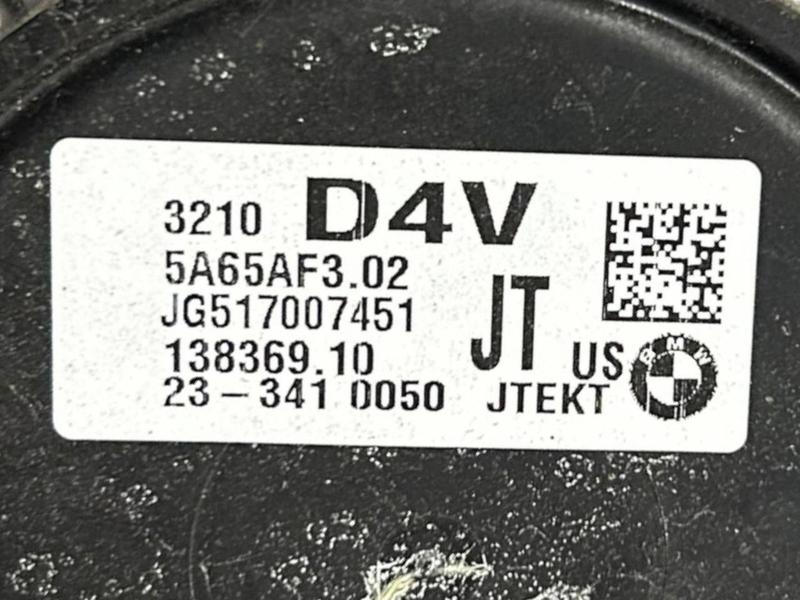 3210 D4V
5A65AF3.02
JG517007451 JT
138369.10 US BMW
23-341 0050 JTEKT